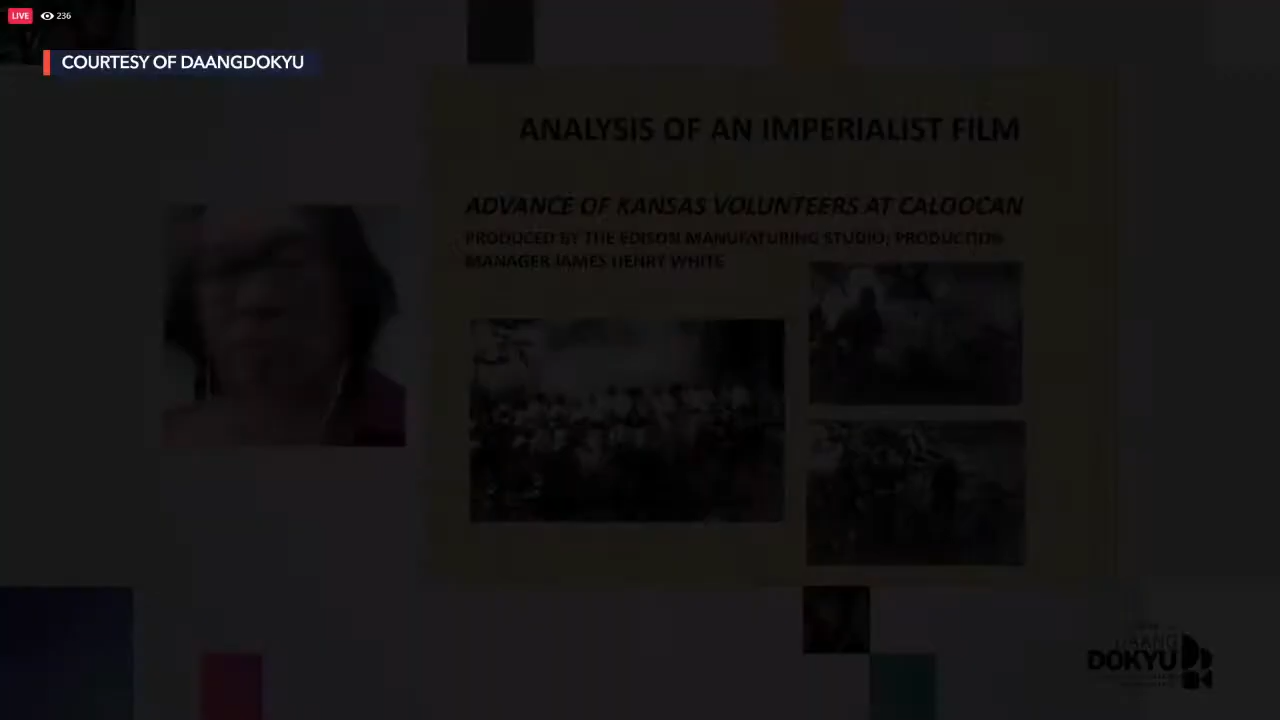 LIVE 236
COURTESY OF DAANGDOKYU
ANALYSIS OF AN IMPERIALIST FILM
ADVANCE OF KANSAS VOLUNTEERS AT CALOOCAN
PRODUCED BY THE EDISON MANUFATURING STUDIO; PRODUCTION
MANAGER JAMES HENRY WHITE
DAANG
DOKYU